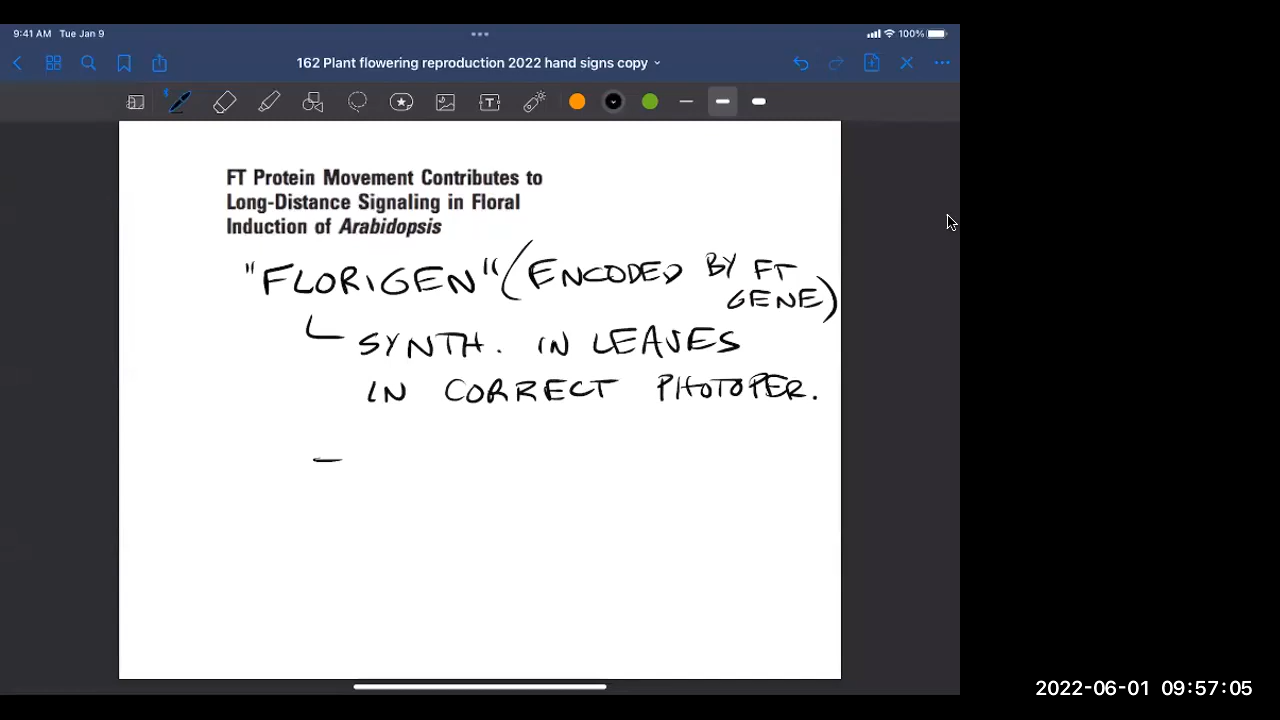 9:41 AM Tue Jan 9
100%
162 Plant flowering reproduction 2022 hand signs copy
FT Protein Movement Contributes to
Long-Distance Signaling in Floral
Induction of Arabidopsis
"FLORIGEN" (ENCODED BY FT
GENE)
SYNTH. IN LEAVES
IN CORRECT PHOTOPER.
2022-06-01 09:57:05